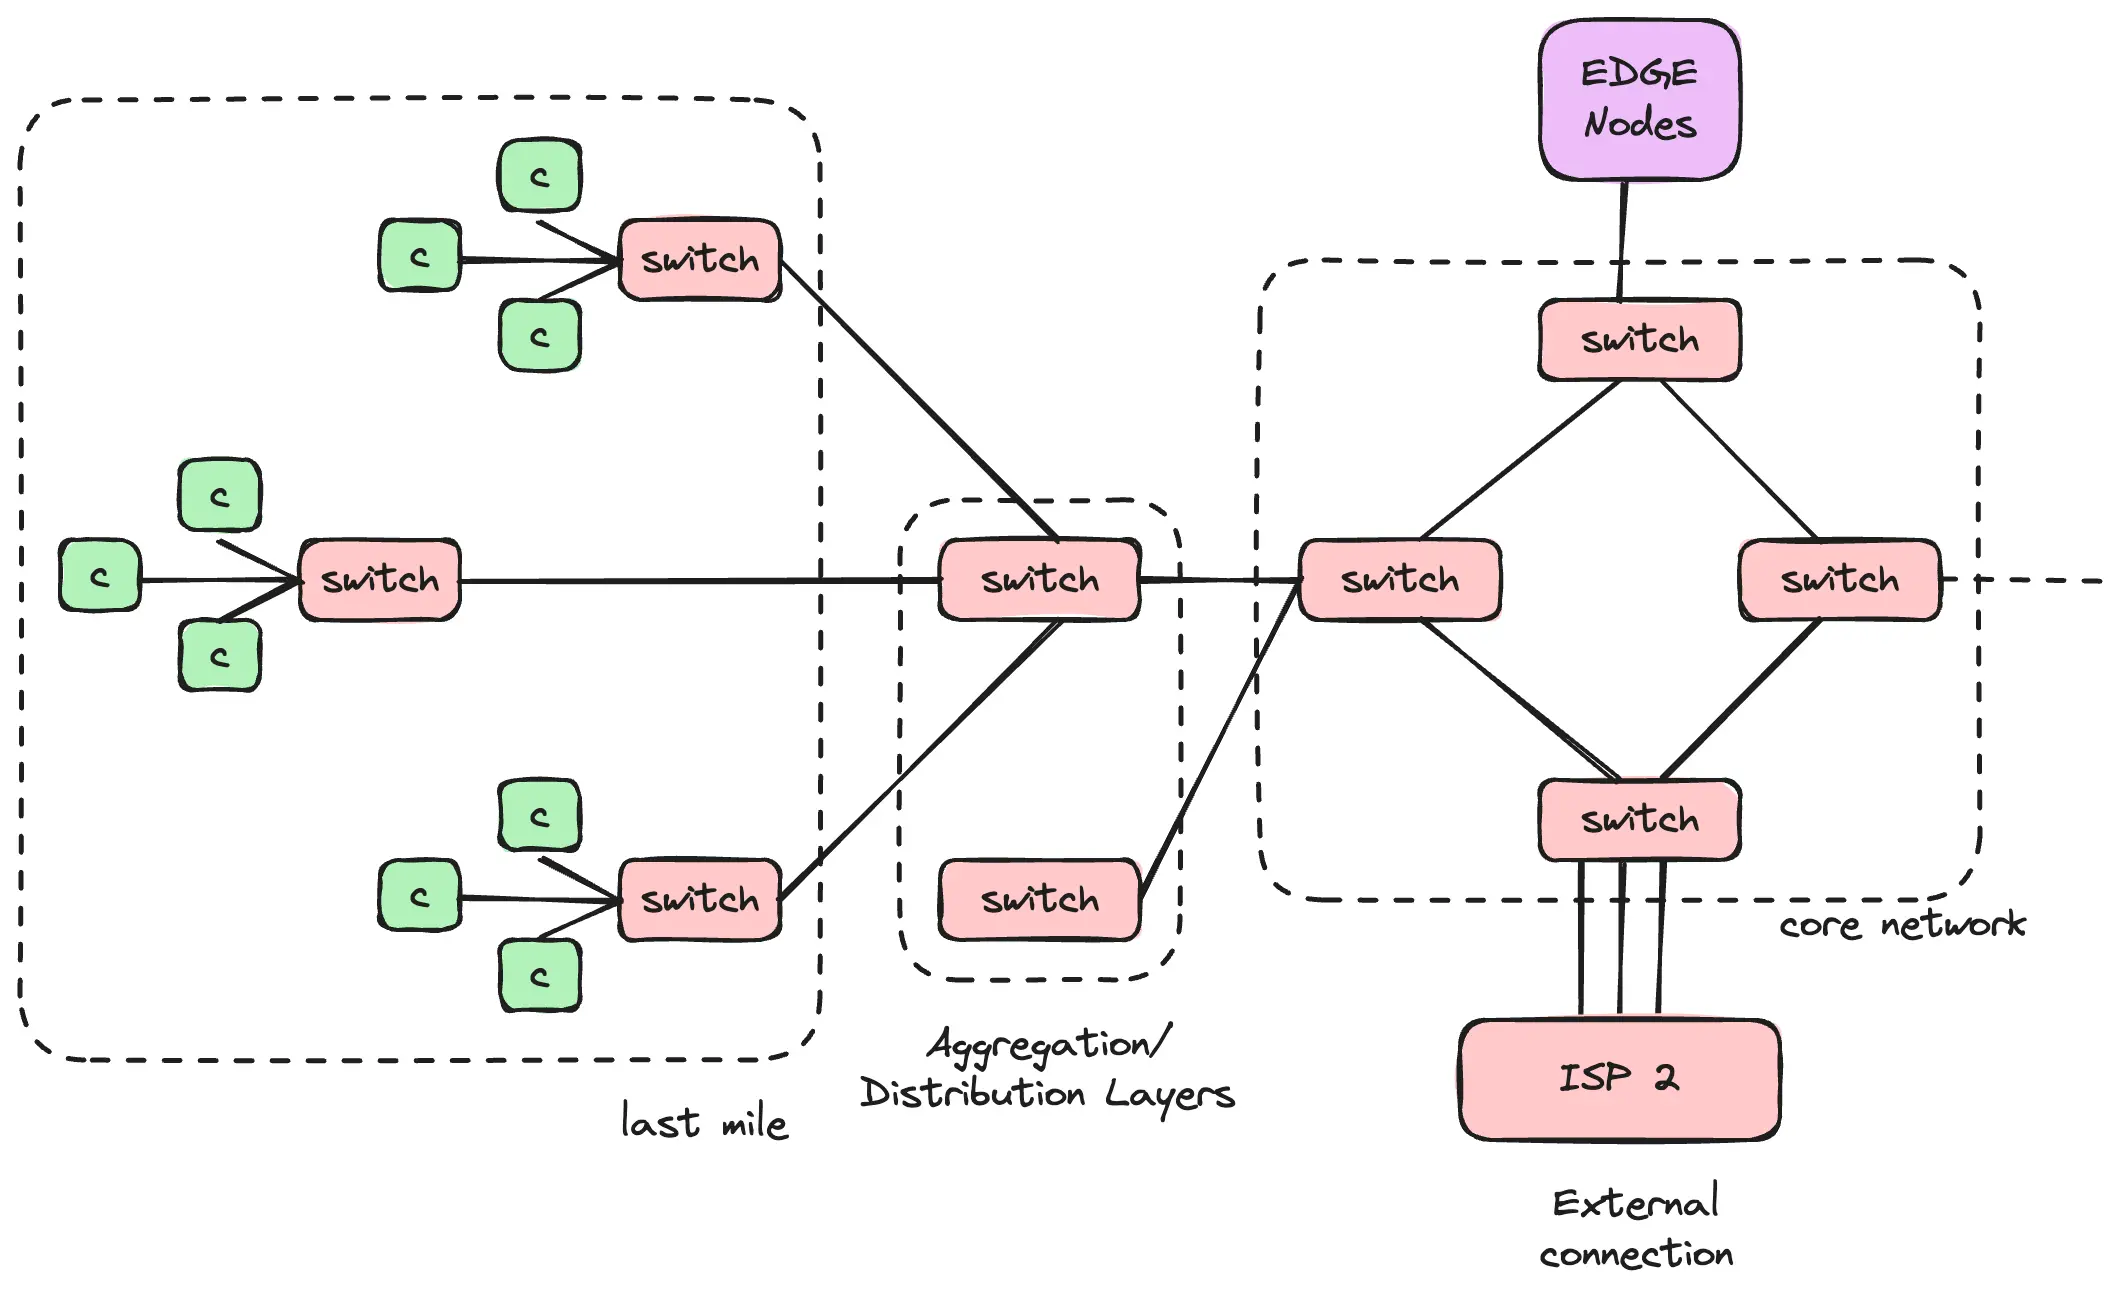 EDGE
Nodes
c
c
switch
c
switch
c
c
switch
c
switch
switch
switch
c
c
switch
c
switch
switch
core network
Aggregation/
Distribution Layers
last mile
ISP 2
External
connection